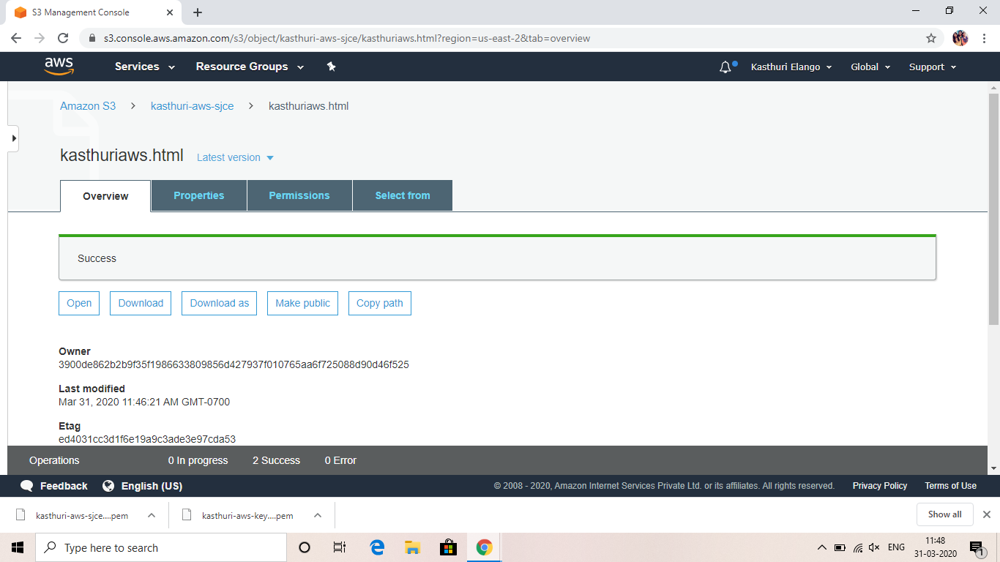 S3 Management Console
s3.console.aws.amazon.com/s3/object/kasthuri-aws-sjce/kasthuriaws.html?region=us-east-2&tab=overview
aws Services Resource Groups Kasthuri Elango Global Support
Amazon S3 > kasthuri-aws-sjce > kasthuriaws.html
kasthuriaws.html Latest version
Overview Properties Permissions Select from
Success
Open Download Download as Make public Copy path
Owner
3900de862b2b9f35f1986633809856d427937f010765aa6f725088d90d46f525
Last modified
Mar 31, 2020 11:46:21 AM GMT-0700
Etag
ed4031cc3d1f6e19a9c3ade3e97cda53
Operations 0 In progress 2 Success 0 Error
Feedback English (US) © 2008 - 2020, Amazon Internet Services Private Ltd. or its affiliates. All rights reserved. Privacy Policy Terms of Use
kasthuri-aws-sjce....pem kasthuri-aws-key....pem Show all
Type here to search ENG 11:48
31-03-2020 1